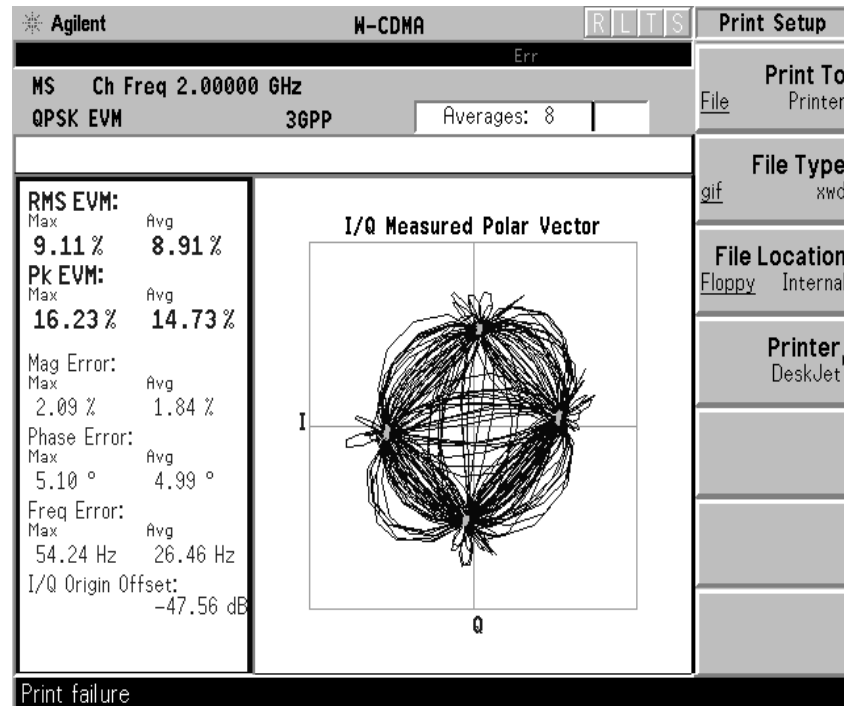 Agilent W-CDMA R L T S Print Setup
Err
MS Ch Freq 2.00000 GHz
QPSK EVM 3GPP Averages: 8
Print To
File Printer
File Type
gif xwd
File Location
Floppy Internal
Printer
DeskJet
RMS EVM:
Max Avg
9.11 % 8.91 %
Pk EVM:
Max Avg
16.23 % 14.73 %
Mag Error:
Max Avg
2.09 % 1.84 %
Phase Error:
Max Avg
5.10 ° 4.99 °
Freq Error:
Max Avg
54.24 Hz 26.46 Hz
I/Q Origin Offset:
-47.56 dB
I/Q Measured Polar Vector
I
Q
Print failure